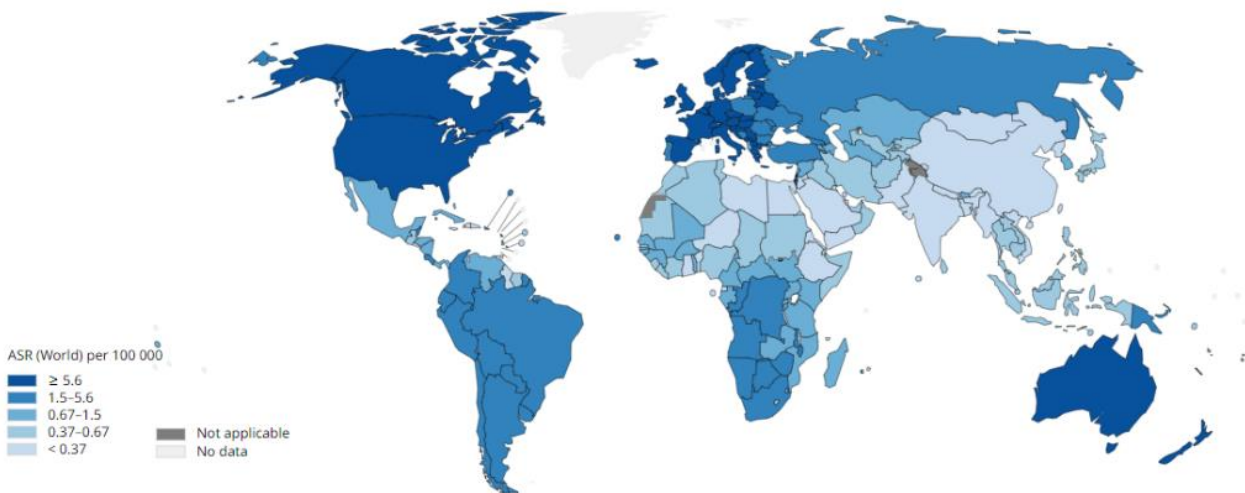 ASR (World) per 100 000
≥ 5.6
1.5–5.6
0.67–1.5
0.37–0.67
< 0.37
Not applicable
No data